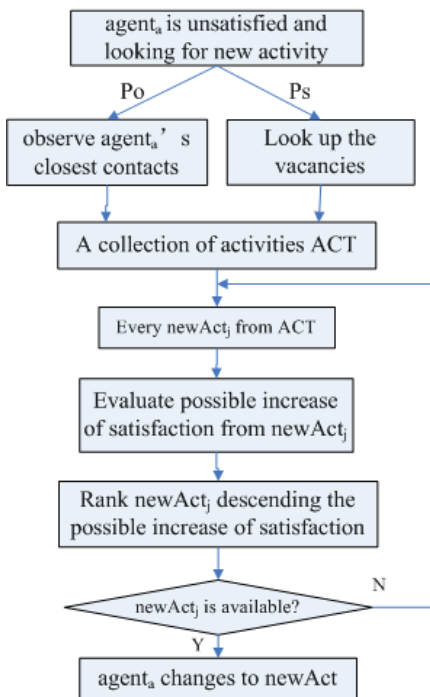 agentₐ is unsatisfied and
looking for new activity
Po
Ps
observe agentₐ’s
closest contacts
Look up the
vacancies
A collection of activities ACT
Every newActⱼ from ACT
Evaluate possible increase
of satisfaction from newActⱼ
Rank newActⱼ descending the
possible increase of satisfaction
newActⱼ is available?
N
Y
agentₐ changes to newAct